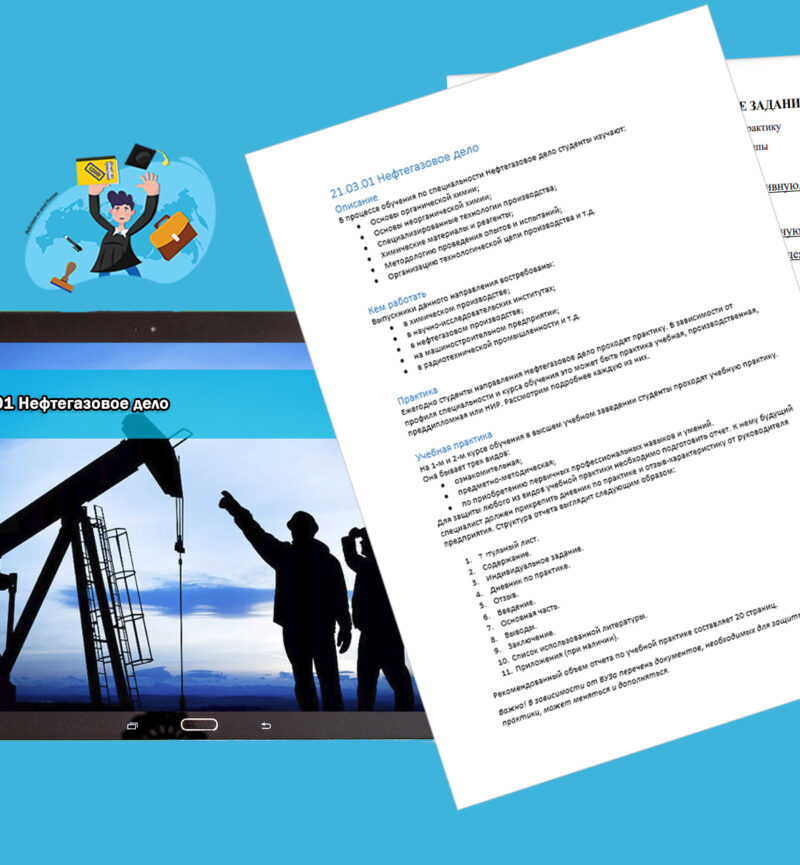 Е ЗАДАНИ
21.03.01 Нефтегазовое дело
Описание
В процессе обучения по специальности Нефтегазовое дело студенты изучают:
Основы органической химии;
Основы неорганической химии;
Специализированные технологии производства;
Химические материалы и реагенты;
Методологию проведения опытов и испытаний;
Организацию технологической цепи производства и т.д.
Кем работать
Выпускники данного направления востребованы:
в химическом производстве;
в научно-исследовательских институтах;
в нефтегазовом производстве;
на машиностроительном предприятии;
в радиотехнической промышленности и т.д.
Практика
Ежегодно студенты направления Нефтегазовое дело проходят практику. В зависимости от
профиля специальности и курса обучения это может быть практика учебная, производственная,
преддипломная или НИР. Рассмотрим подробнее каждую из них.
Учебная практика
На 1-м и 2-м курсе обучения в высшем учебном заведении студенты проходят учебную практику.
Она бывает трех видов:
ознакомительная;
предметно-методическая;
по приобретению первичных профессиональных навыков и умений.
Для защиты любого из видов учебной практики необходимо подготовить отчет. К нему будущий
специалист должен прикрепить дневник по практике и отзыв-характеристику от руководителя
предприятия. Структура отчета выглядит следующим образом:
1. Титульный лист.
2. Содержание.
3. Индивидуальное задание.
4. Дневник по практике.
5. Отзыв.
6. Введение.
7. Основная часть.
8. Выводы.
9. Заключение.
10. Список использованной литературы.
11. Приложения (при наличии).
Рекомендованный объем отчета по учебной практике составляет 20 страниц.
Важно! В зависимости от ВУЗа перечень документов, необходимых для защиты
практики, может меняться и дополняться.
рактику
пы
ивную
01 Нефтегазовое дело